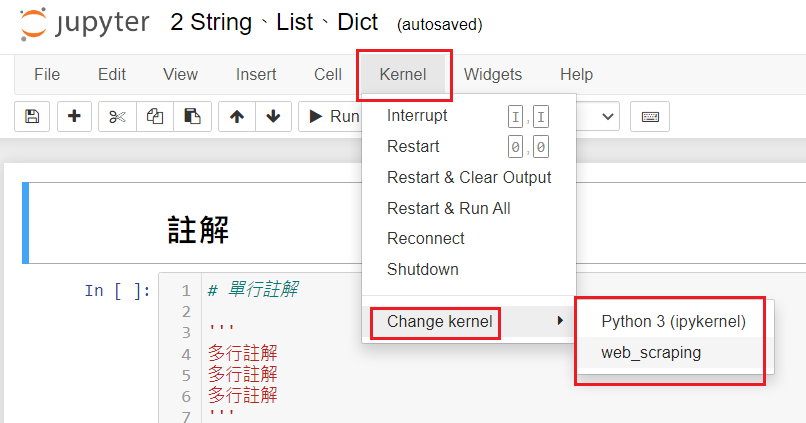 jupyter 2 String、List、Dict (autosaved)
File Edit View Insert Cell Kernel Widgets Help
Run
Interrupt I,I
Restart 0,0
Restart & Clear Output
Restart & Run All
Reconnect
Shutdown
Change kernel
Python 3 (ipykernel)
web_scraping
註解
In [ ]:
1 # 單行註解
2
3 '''
4 多行註解
5 多行註解
6 多行註解
7 '''